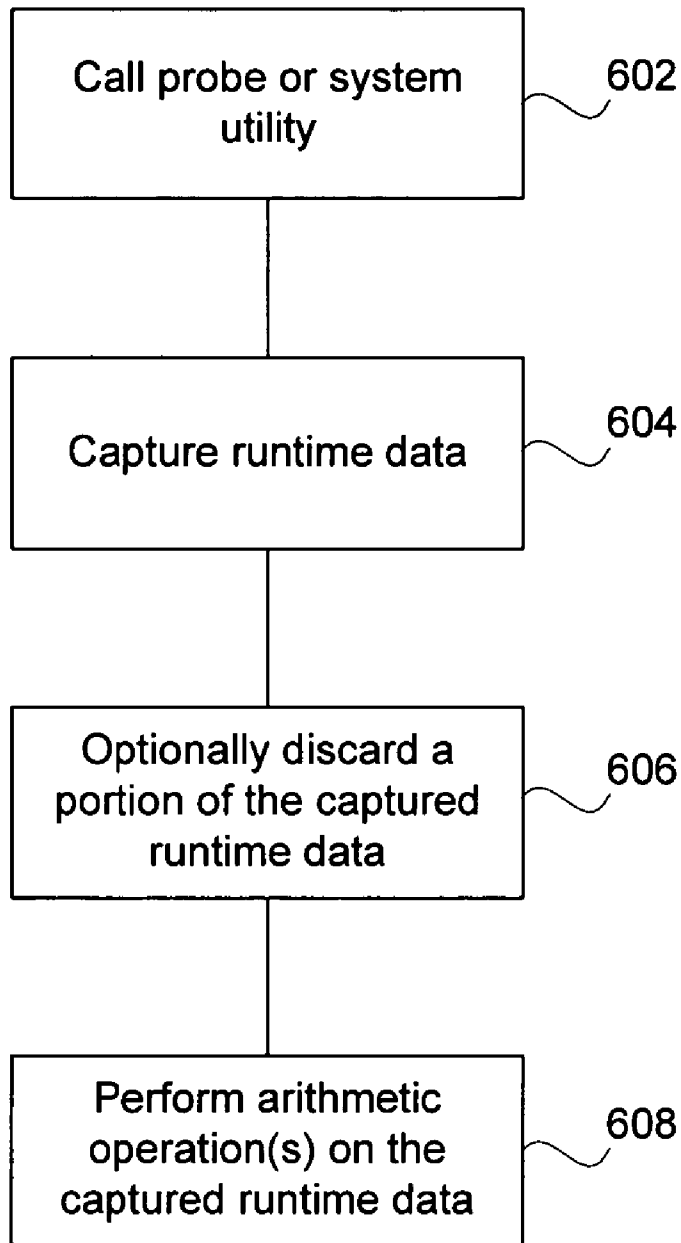 Call probe or system
utility
602
Capture runtime data
604
Optionally discard a
portion of the captured
runtime data
606
Perform arithmetic
operation(s) on the
captured runtime data
608